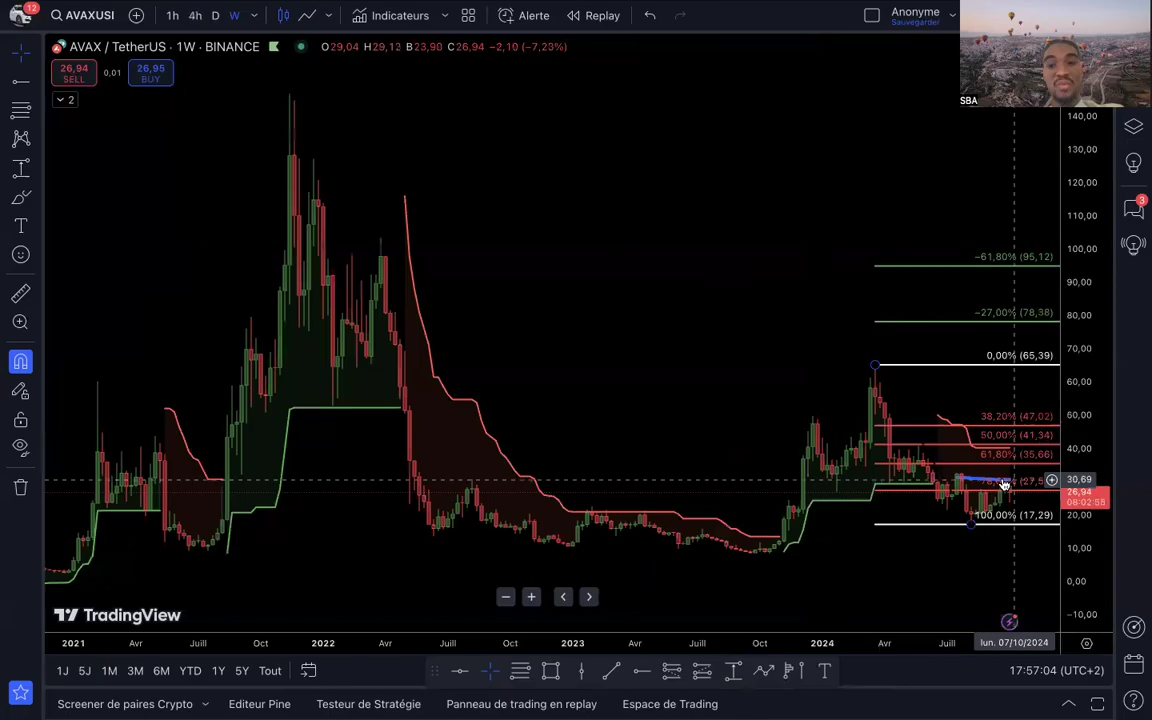 12
AVAXUSI
1h 4h D W
Indicateurs
Alerte
Replay
Anonyme
Sauvegarder
SBA
AVAX / TetherUS · 1W · BINANCE
O29,04 H29,12 B23,90 C26,94 −2,10 (−7,23%)
26,94
SELL
0,01
26,95
BUY
2
140,00
130,00
120,00
110,00
100,00
90,00
80,00
70,00
60,00
50,00
40,00
30,69
26,94
08:02:56
20,00
10,00
0,00
−10,00
3
−61,80% (95,12)
−27,00% (78,38)
0,00% (65,39)
38,20% (47,02)
50,00% (41,34)
61,80% (35,66)
100,00% (17,29)
TradingView
2021 Avr Juill Oct 2022 Avr Juill Oct 2023 Avr Juill Oct 2024 Avr Juill
lun. 07/10/2024
1J 5J 1M 3M 6M YTD 1Y 5Y Tout
17:57:04 (UTC+2)
Screener de paires Crypto
Editeur Pine
Testeur de Stratégie
Panneau de trading en replay
Espace de Trading